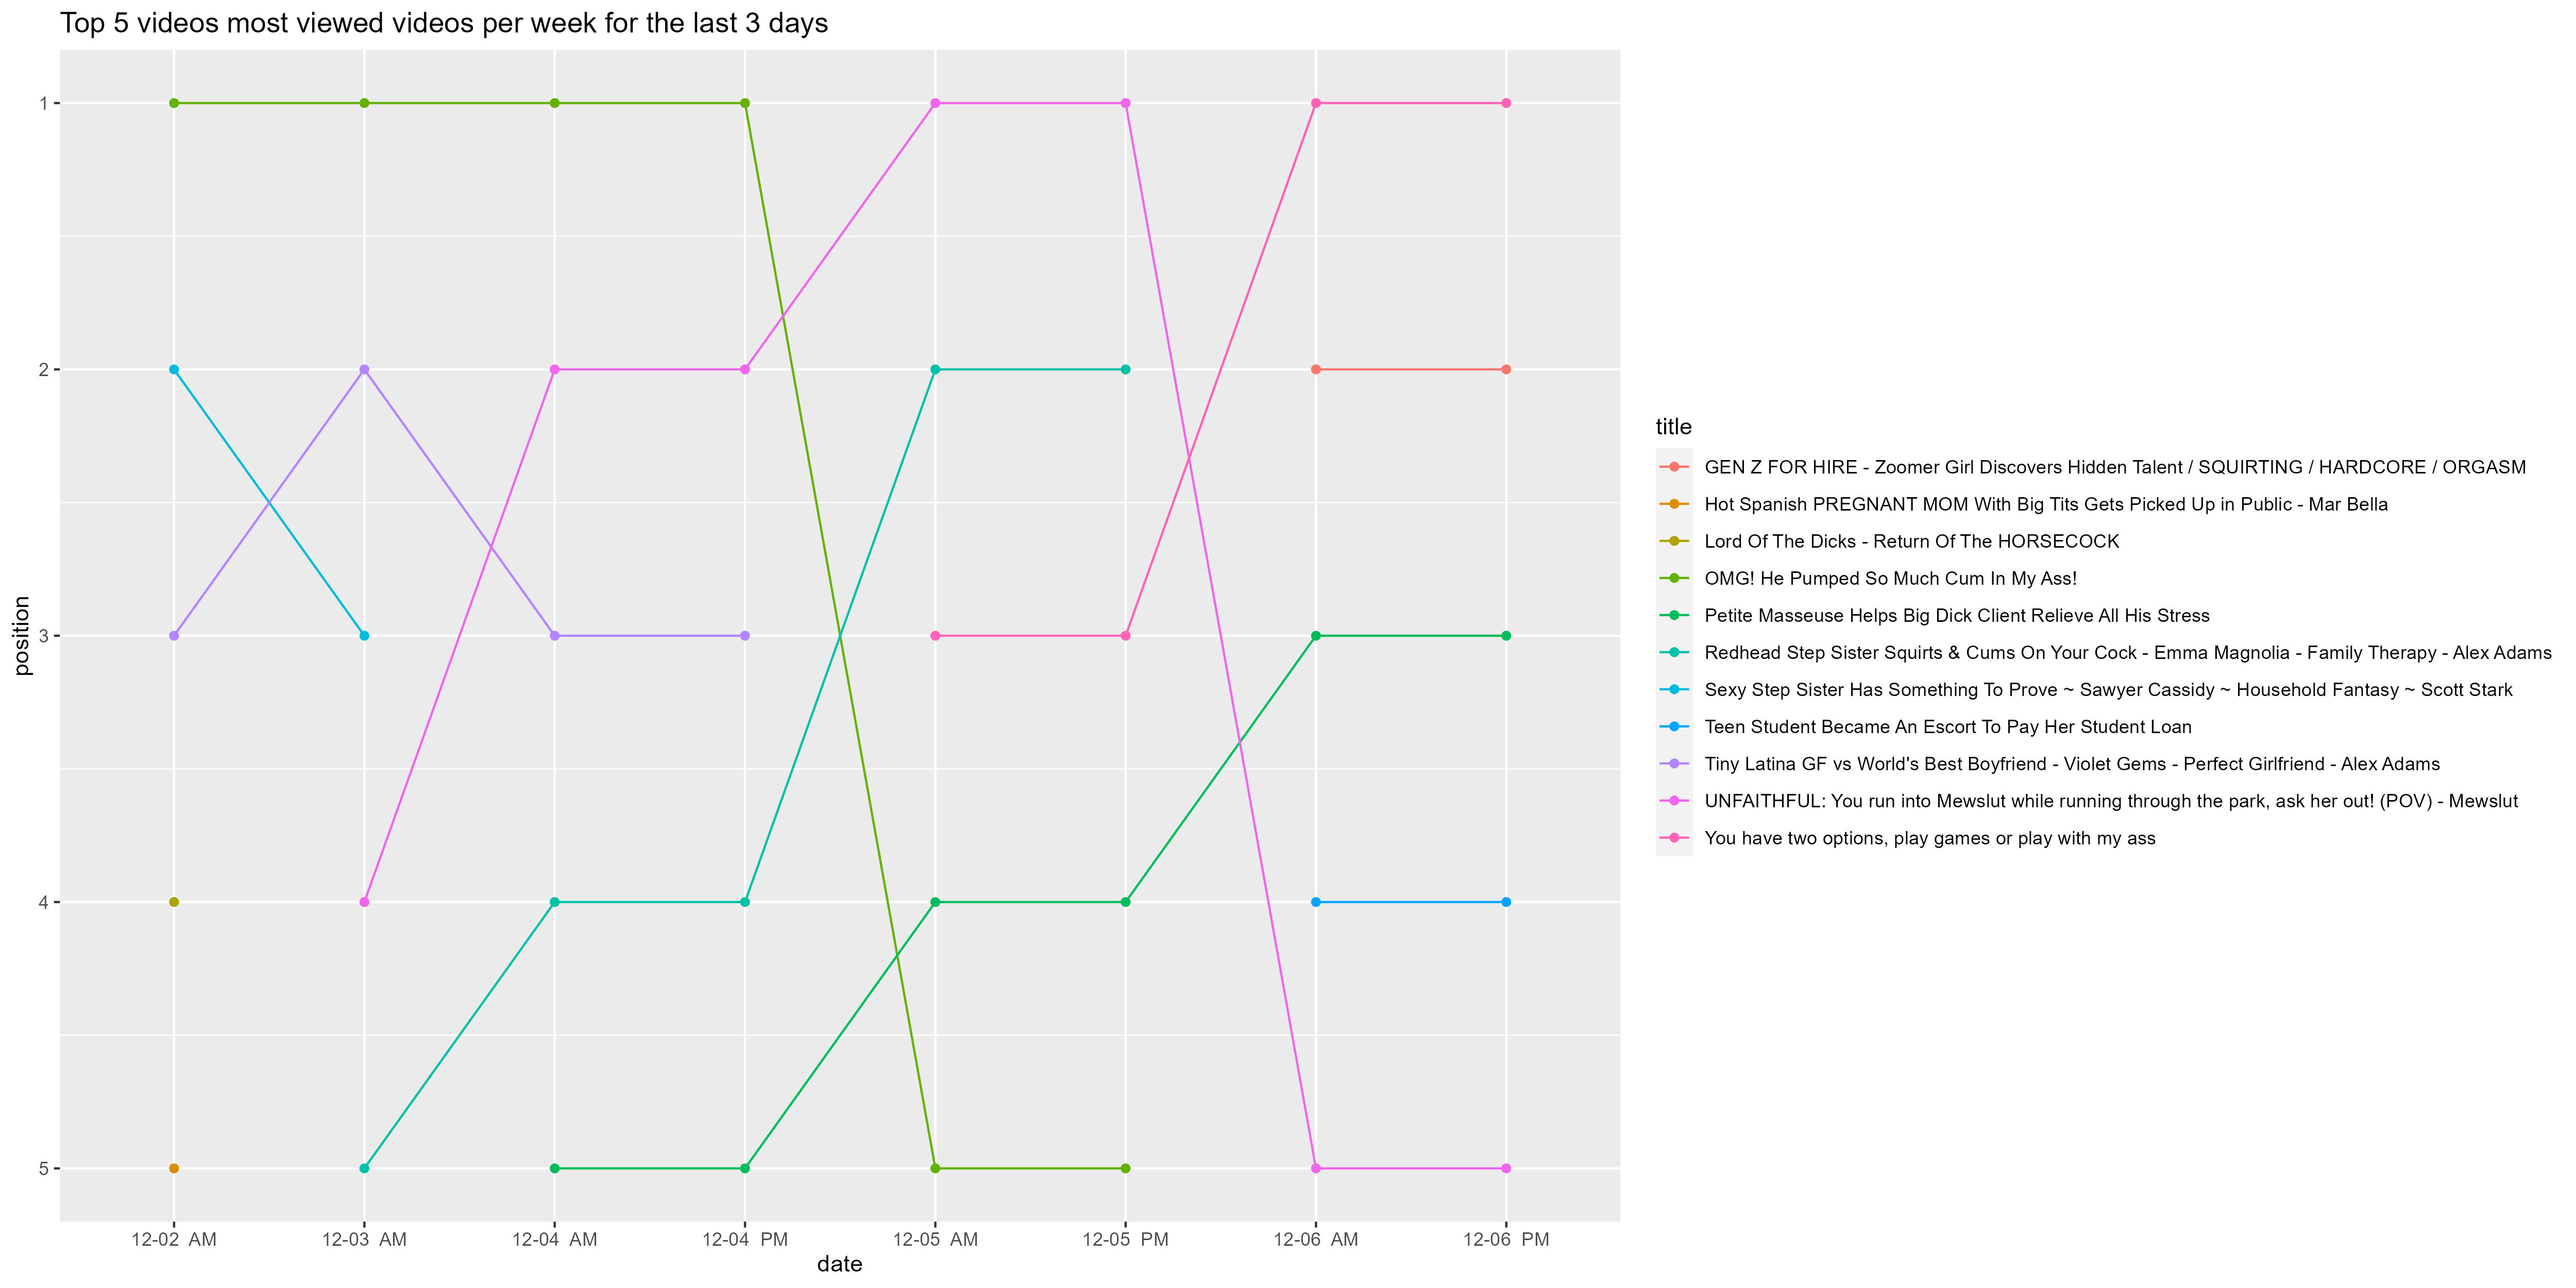 Top 5 videos most viewed videos per week for the last 3 days
position
1
2
3
4
5
12-02 AM
12-03 AM
12-04 AM
12-04 PM
12-05 AM
12-05 PM
12-06 AM
12-06 PM
date
title
GEN Z FOR HIRE - Zoomer Girl Discovers Hidden Talent / SQUIRTING / HARDCORE / ORGASM
Hot Spanish PREGNANT MOM With Big Tits Gets Picked Up in Public - Mar Bella
Lord Of The Dicks - Return Of The HORSECOCK
OMG! He Pumped So Much Cum In My Ass!
Petite Masseuse Helps Big Dick Client Relieve All His Stress
Redhead Step Sister Squirts & Cums On Your Cock - Emma Magnolia - Family Therapy - Alex Adams
Sexy Step Sister Has Something To Prove ~ Sawyer Cassidy ~ Household Fantasy ~ Scott Stark
Teen Student Became An Escort To Pay Her Student Loan
Tiny Latina GF vs World's Best Boyfriend - Violet Gems - Perfect Girlfriend - Alex Adams
UNFAITHFUL: You run into Mewslut while running through the park, ask her out! (POV) - Mewslut
You have two options, play games or play with my ass